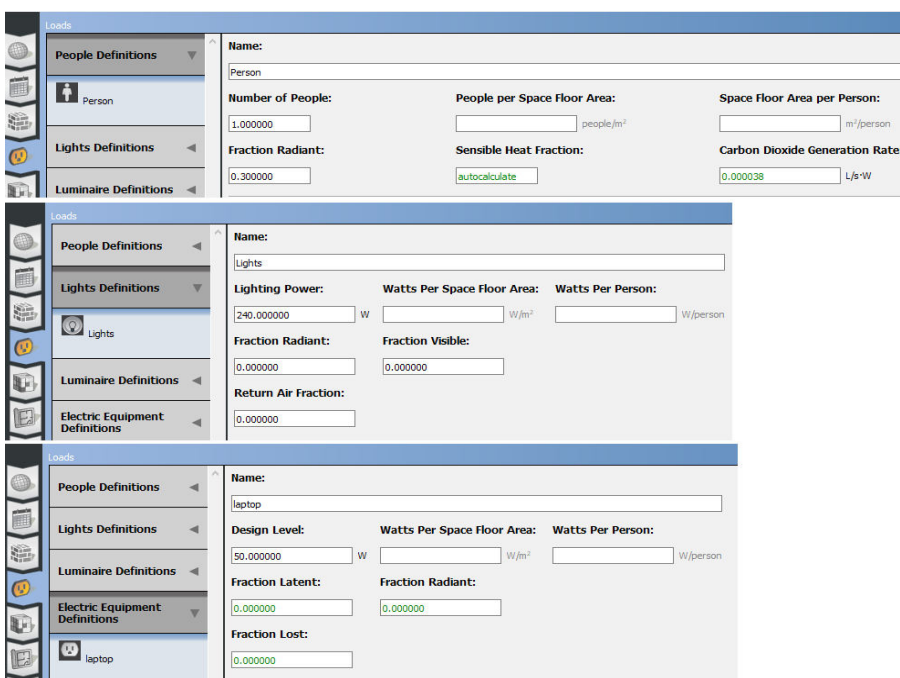 Loads
People Definitions
Person
Lights Definitions
Luminaire Definitions
Name:
Person
Number of People: People per Space Floor Area: Space Floor Area per Person:
1.000000 people/m² m²/person
Fraction Radiant: Sensible Heat Fraction: Carbon Dioxide Generation Rate
0.300000 autocalculate 0.000038 L/s·W
Loads
People Definitions
Lights Definitions
Lights
Luminaire Definitions
Electric Equipment
Definitions
Name:
Lights
Lighting Power: Watts Per Space Floor Area: Watts Per Person:
240.000000 W W/m² W/person
Fraction Radiant: Fraction Visible:
0.000000 0.000000
Return Air Fraction:
0.000000
Loads
People Definitions
Lights Definitions
Luminaire Definitions
Electric Equipment
Definitions
laptop
Name:
laptop
Design Level: Watts Per Space Floor Area: Watts Per Person:
50.000000 W W/m² W/person
Fraction Latent: Fraction Radiant:
0.000000 0.000000
Fraction Lost:
0.000000